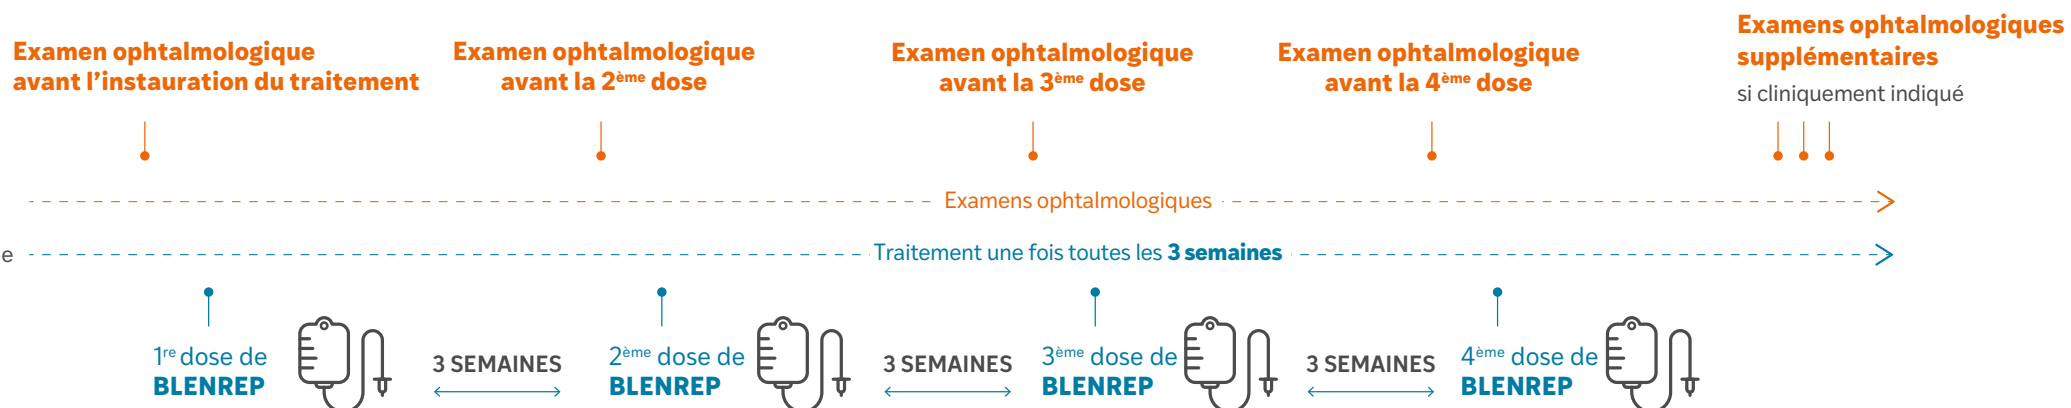 Examen ophtalmologique
avant l’instauration du traitement
Examen ophtalmologique
avant la 2ème dose
Examen ophtalmologique
avant la 3ème dose
Examen ophtalmologique
avant la 4ème dose
Examens ophtalmologiques
supplémentaires
si cliniquement indiqué
Examens ophtalmologiques
e
Traitement une fois toutes les 3 semaines
1re dose de
BLENREP
3 SEMAINES
2ème dose de
BLENREP
3 SEMAINES
3ème dose de
BLENREP
3 SEMAINES
4ème dose de
BLENREP